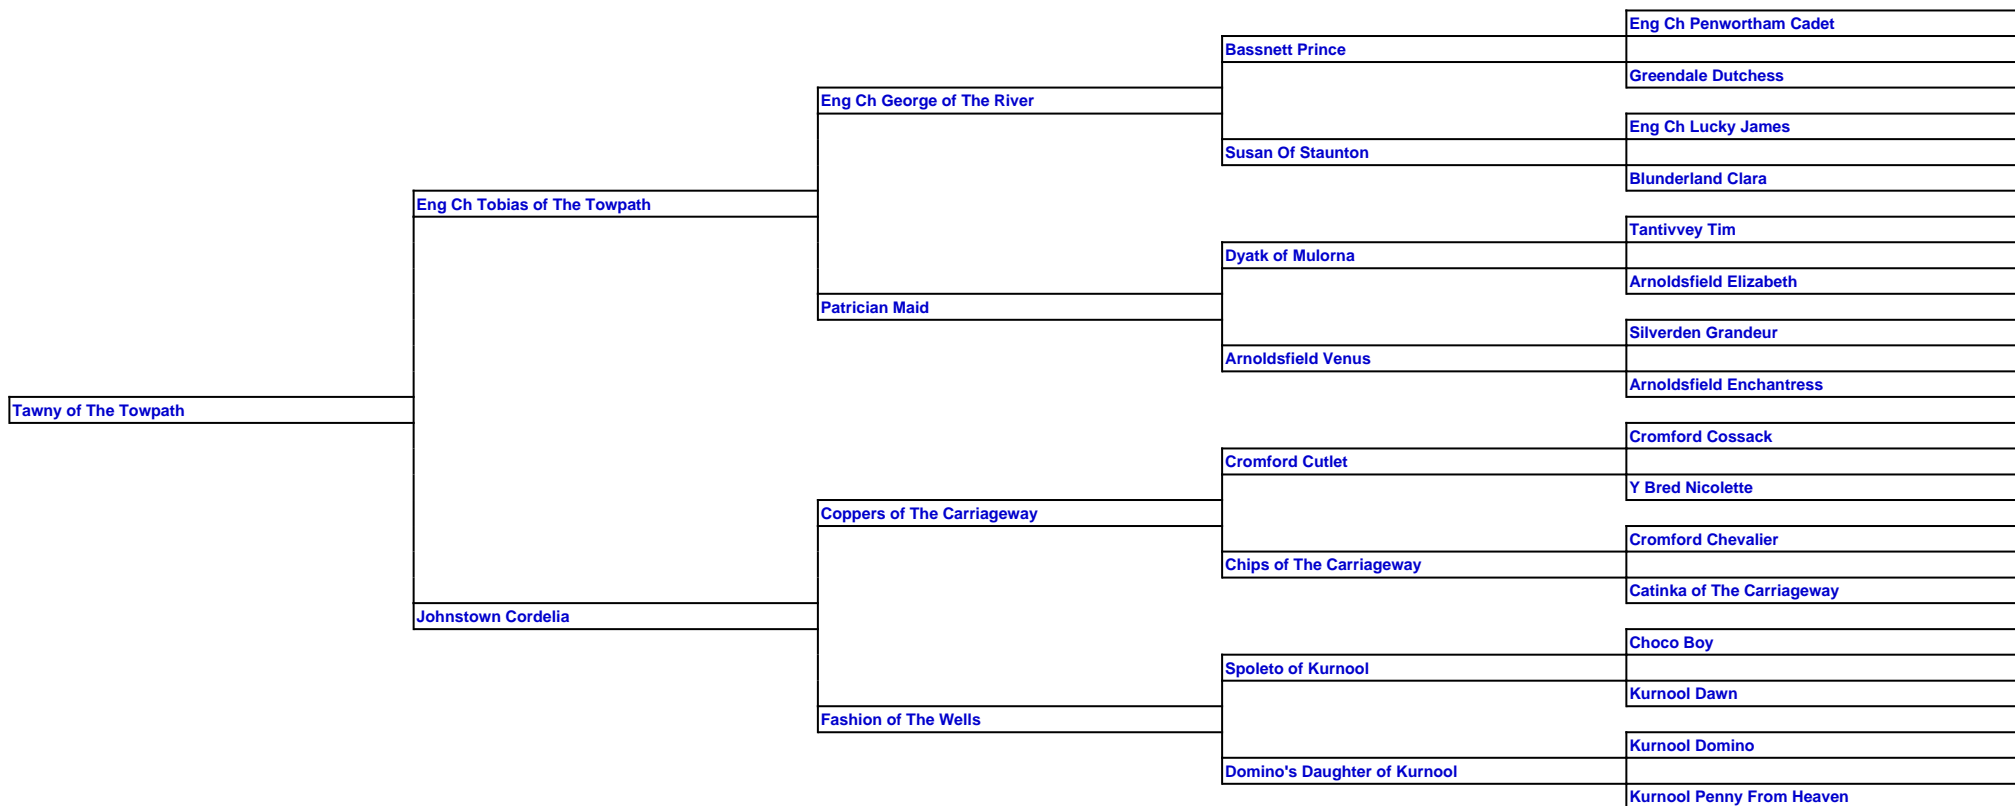 Eng Ch Penwortham Cadet
Bassnett Prince
Greendale Dutchess
Eng Ch George of The River
Eng Ch Lucky James
Susan Of Staunton
Blunderland Clara
Eng Ch Tobias of The Towpath
Tantivvey Tim
Dyatk of Mulorna
Arnoldsfield Elizabeth
Patrician Maid
Silverden Grandeur
Arnoldsfield Venus
Arnoldsfield Enchantress
Tawny of The Towpath
Cromford Cossack
Cromford Cutlet
Y Bred Nicolette
Coppers of The Carriageway
Cromford Chevalier
Chips of The Carriageway
Catinka of The Carriageway
Johnstown Cordelia
Choco Boy
Spoleto of Kurnool
Kurnool Dawn
Fashion of The Wells
Kurnool Domino
Domino's Daughter of Kurnool
Kurnool Penny From Heaven